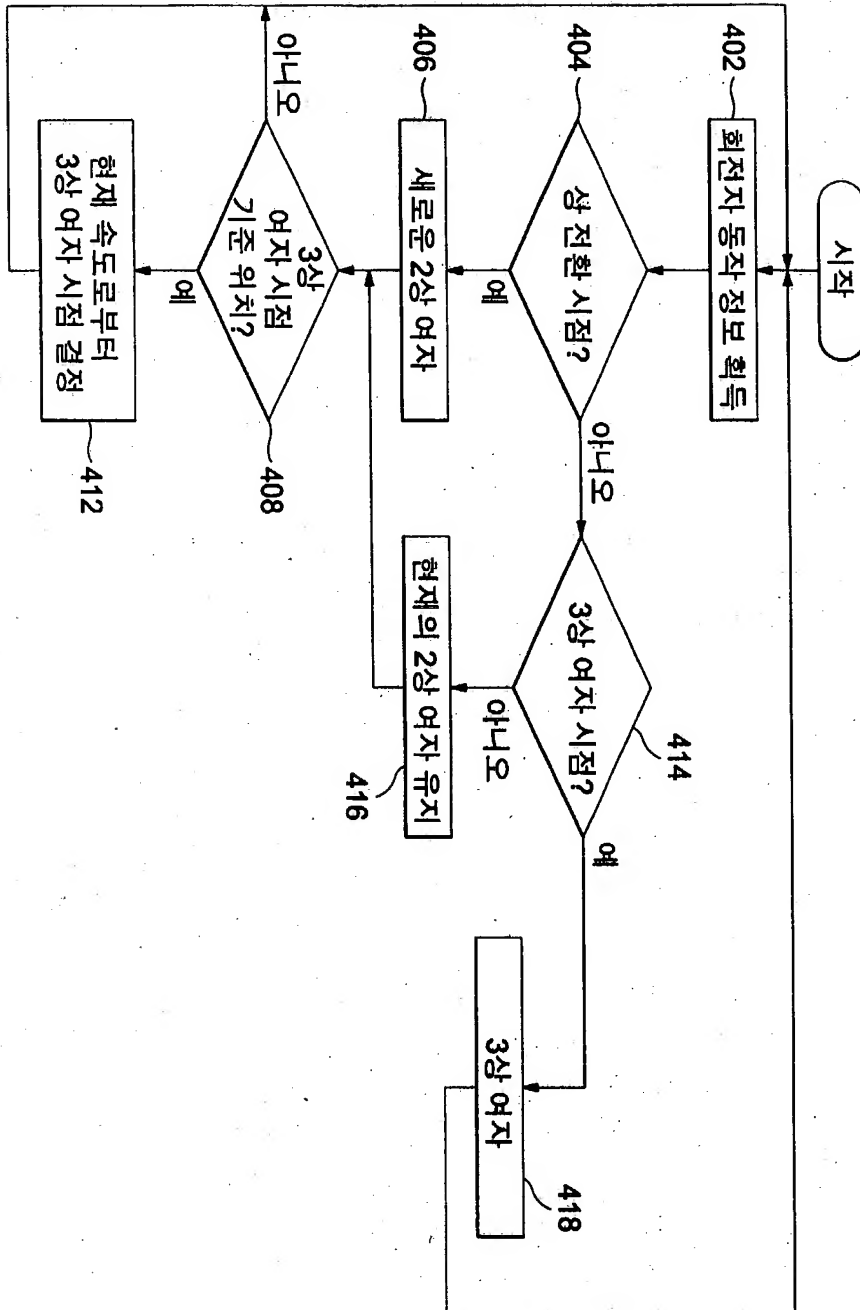 시작
402
회전자 동작 정보 획득
404
상 전환 시점?
예
아니오
406
새로운 2상 여자
3상
여자 시점
기준 위치?
408
아니오
예
현재 속도로부터
3상 여자 시점 결정
412
3상 여자 시점?
414
아니오
예
현재의 2상 여자 유지
416
3상 여자
418